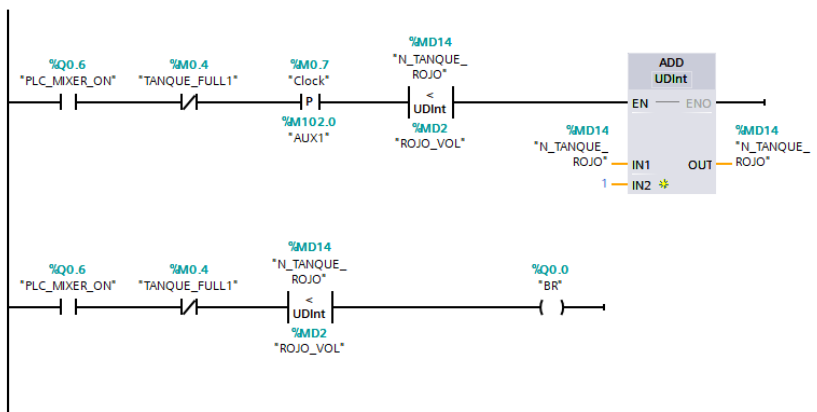 %Q0.6
"PLC_MIXER_ON"
%M0.4
"TANQUE_FULL1"
%M0.7
"Clock"
P
%M102.0
"AUX1"
%MD14
"N_TANQUE_
ROJO"
<
UDInt
%MD2
"ROJO_VOL"
ADD
UDInt
EN
ENO
%MD14
"N_TANQUE_
ROJO"
IN1
1
IN2
OUT
%MD14
"N_TANQUE_
ROJO"
%Q0.6
"PLC_MIXER_ON"
%M0.4
"TANQUE_FULL1"
%MD14
"N_TANQUE_
ROJO"
<
UDInt
%MD2
"ROJO_VOL"
%Q0.0
"BR"